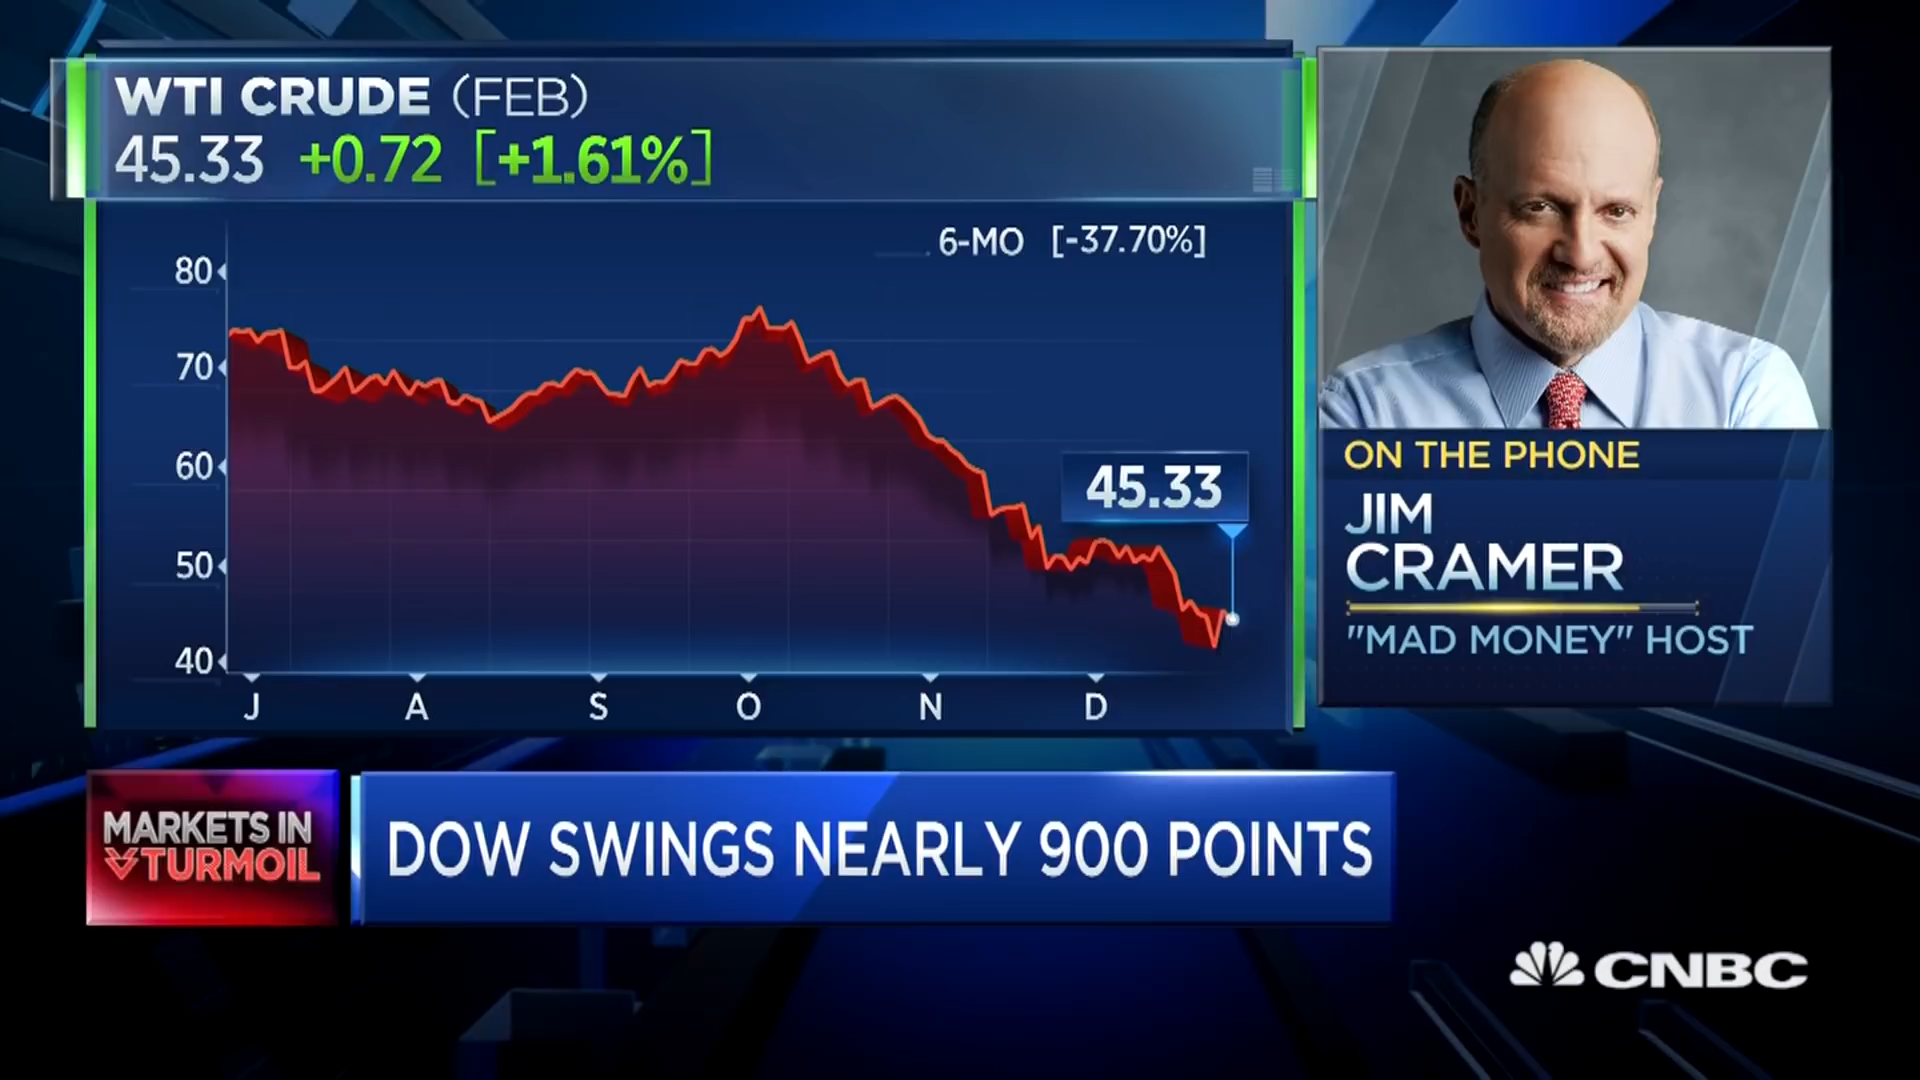 WTI CRUDE (FEB)
45.33 +0.72 [+1.61%]
6-MO [-37.70%]
80
70
60
50
40
45.33
J A S O N D
ON THE PHONE
JIM
CRAMER
"MAD MONEY" HOST
MARKETS IN
TURMOIL
DOW SWINGS NEARLY 900 POINTS
CNBC